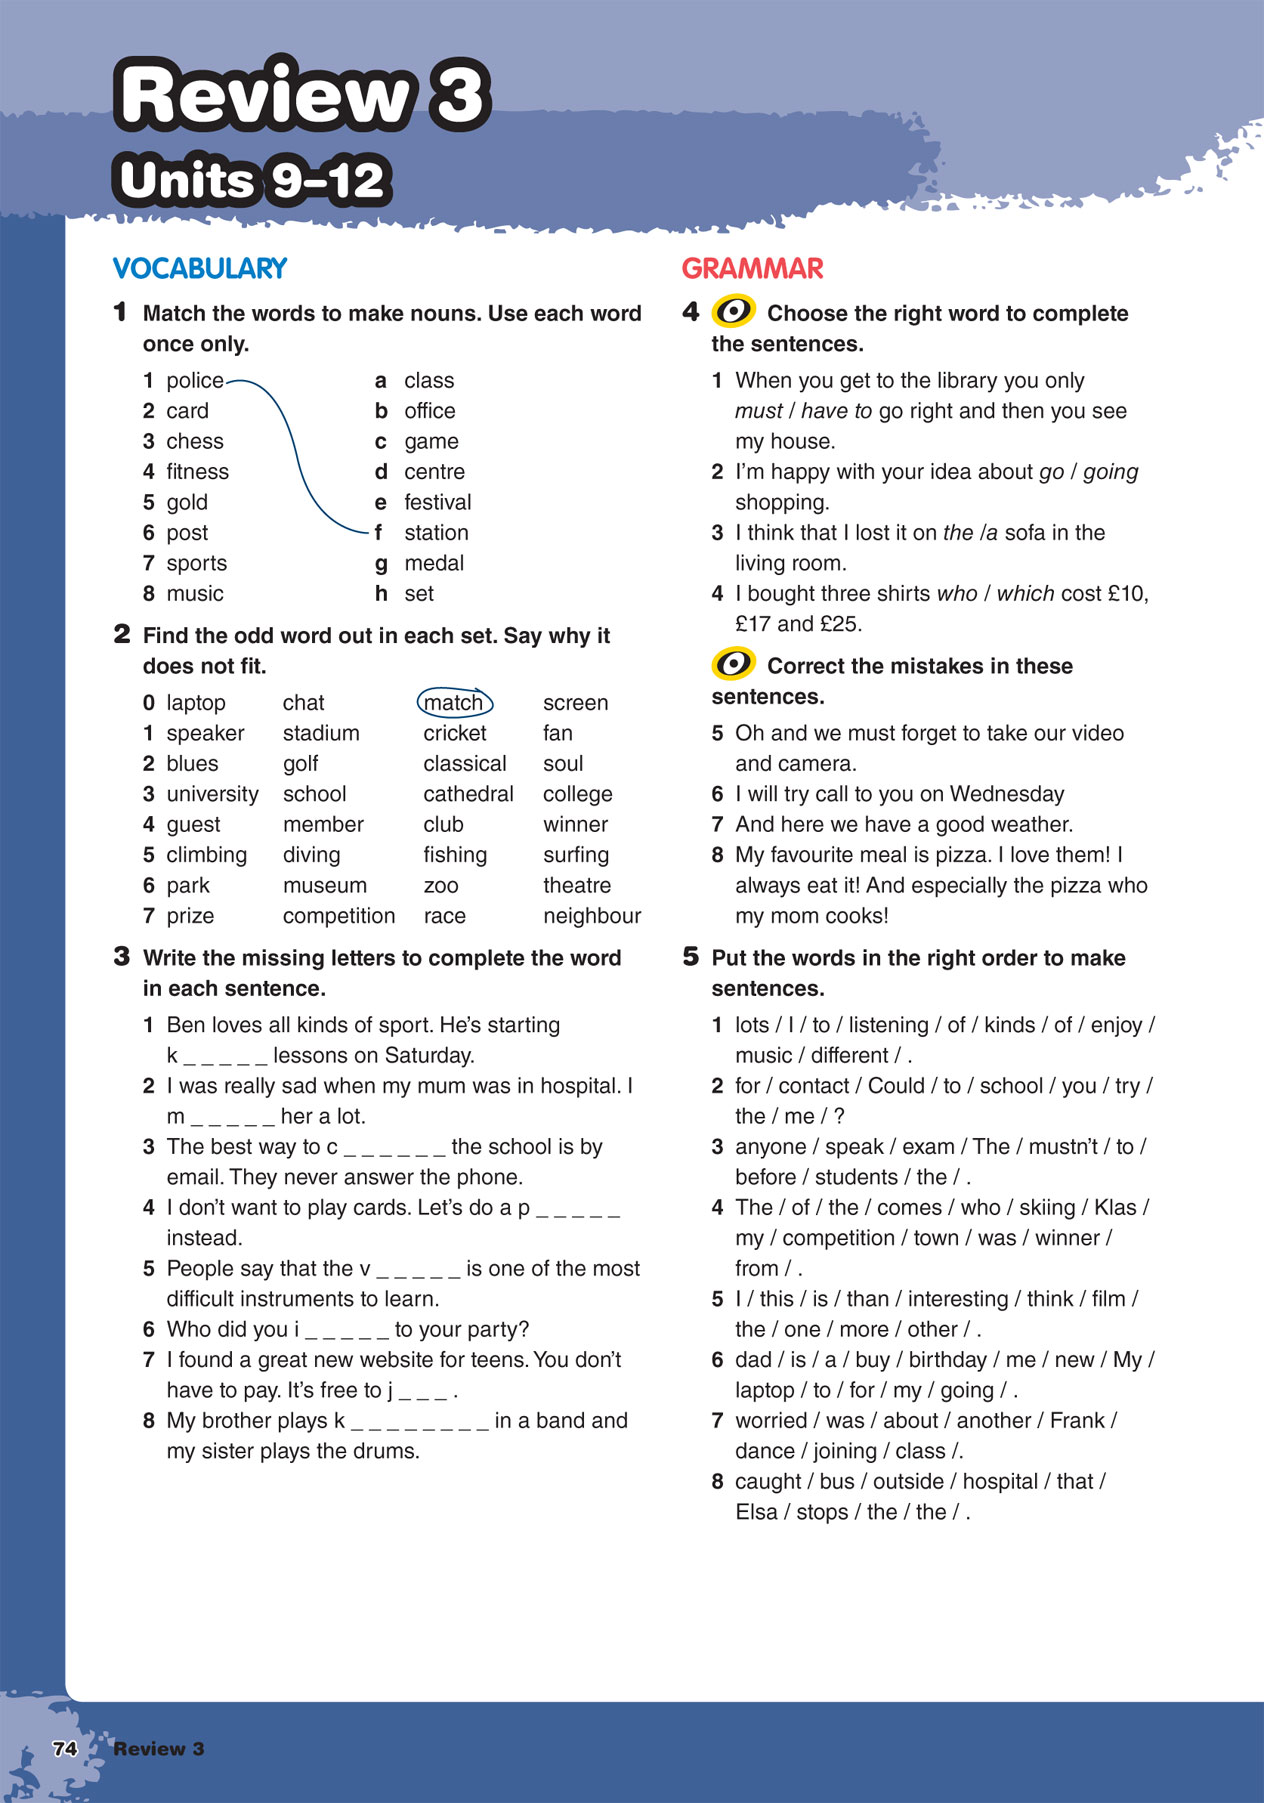 Review 3
Units 9–12
VOCABULARY
1 Match the words to make nouns. Use each word
once only.
1 police a class
2 card b office
3 chess c game
4 fitness d centre
5 gold e festival
6 post f station
7 sports g medal
8 music h set
2 Find the odd word out in each set. Say why it
does not fit.
0 laptop chat match screen
1 speaker stadium cricket fan
2 blues golf classical soul
3 university school cathedral college
4 guest member club winner
5 climbing diving fishing surfing
6 park museum zoo theatre
7 prize competition race neighbour
3 Write the missing letters to complete the word
in each sentence.
1 Ben loves all kinds of sport. He's starting
k _ _ _ _ _ lessons on Saturday.
2 I was really sad when my mum was in hospital. I
m _ _ _ _ _ her a lot.
3 The best way to c _ _ _ _ _ _ the school is by
email. They never answer the phone.
4 I don't want to play cards. Let's do a p _ _ _ _ _
instead.
5 People say that the v _ _ _ _ _ is one of the most
difficult instruments to learn.
6 Who did you i _ _ _ _ _ to your party?
7 I found a great new website for teens. You don't
have to pay. It's free to j _ _ _ .
8 My brother plays k _ _ _ _ _ _ _ _ in a band and
my sister plays the drums.
GRAMMAR
4 Choose the right word to complete
the sentences.
1 When you get to the library you only
must / have to go right and then you see
my house.
2 I'm happy with your idea about go / going
shopping.
3 I think that I lost it on the /a sofa in the
living room.
4 I bought three shirts who / which cost £10,
£17 and £25.
Correct the mistakes in these
sentences.
5 Oh and we must forget to take our video
and camera.
6 I will try call to you on Wednesday
7 And here we have a good weather.
8 My favourite meal is pizza. I love them! I
always eat it! And especially the pizza who
my mom cooks!
5 Put the words in the right order to make
sentences.
1 lots / I / to / listening / of / kinds / of / enjoy /
music / different / .
2 for / contact / Could / to / school / you / try /
the / me / ?
3 anyone / speak / exam / The / mustn't / to /
before / students / the / .
4 The / of / the / comes / who / skiing / Klas /
my / competition / town / was / winner /
from / .
5 I / this / is / than / interesting / think / film /
the / one / more / other / .
6 dad / is / a / buy / birthday / me / new / My /
laptop / to / for / my / going / .
7 worried / was / about / another / Frank /
dance / joining / class /.
8 caught / bus / outside / hospital / that /
Elsa / stops / the / the / .
74 Review 3